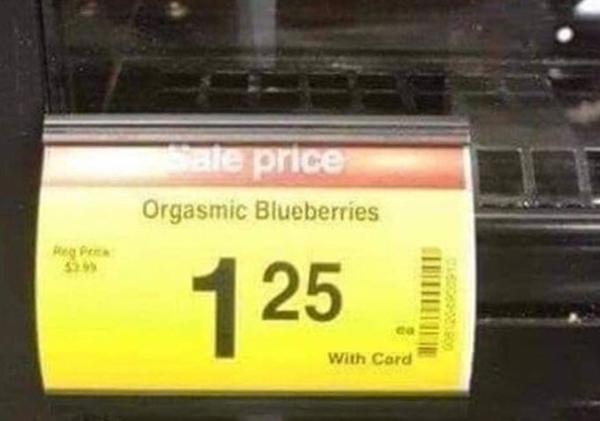 Sale price
Orgasmic Blueberries
Reg Price
$3.99
1 25
ea
With Card